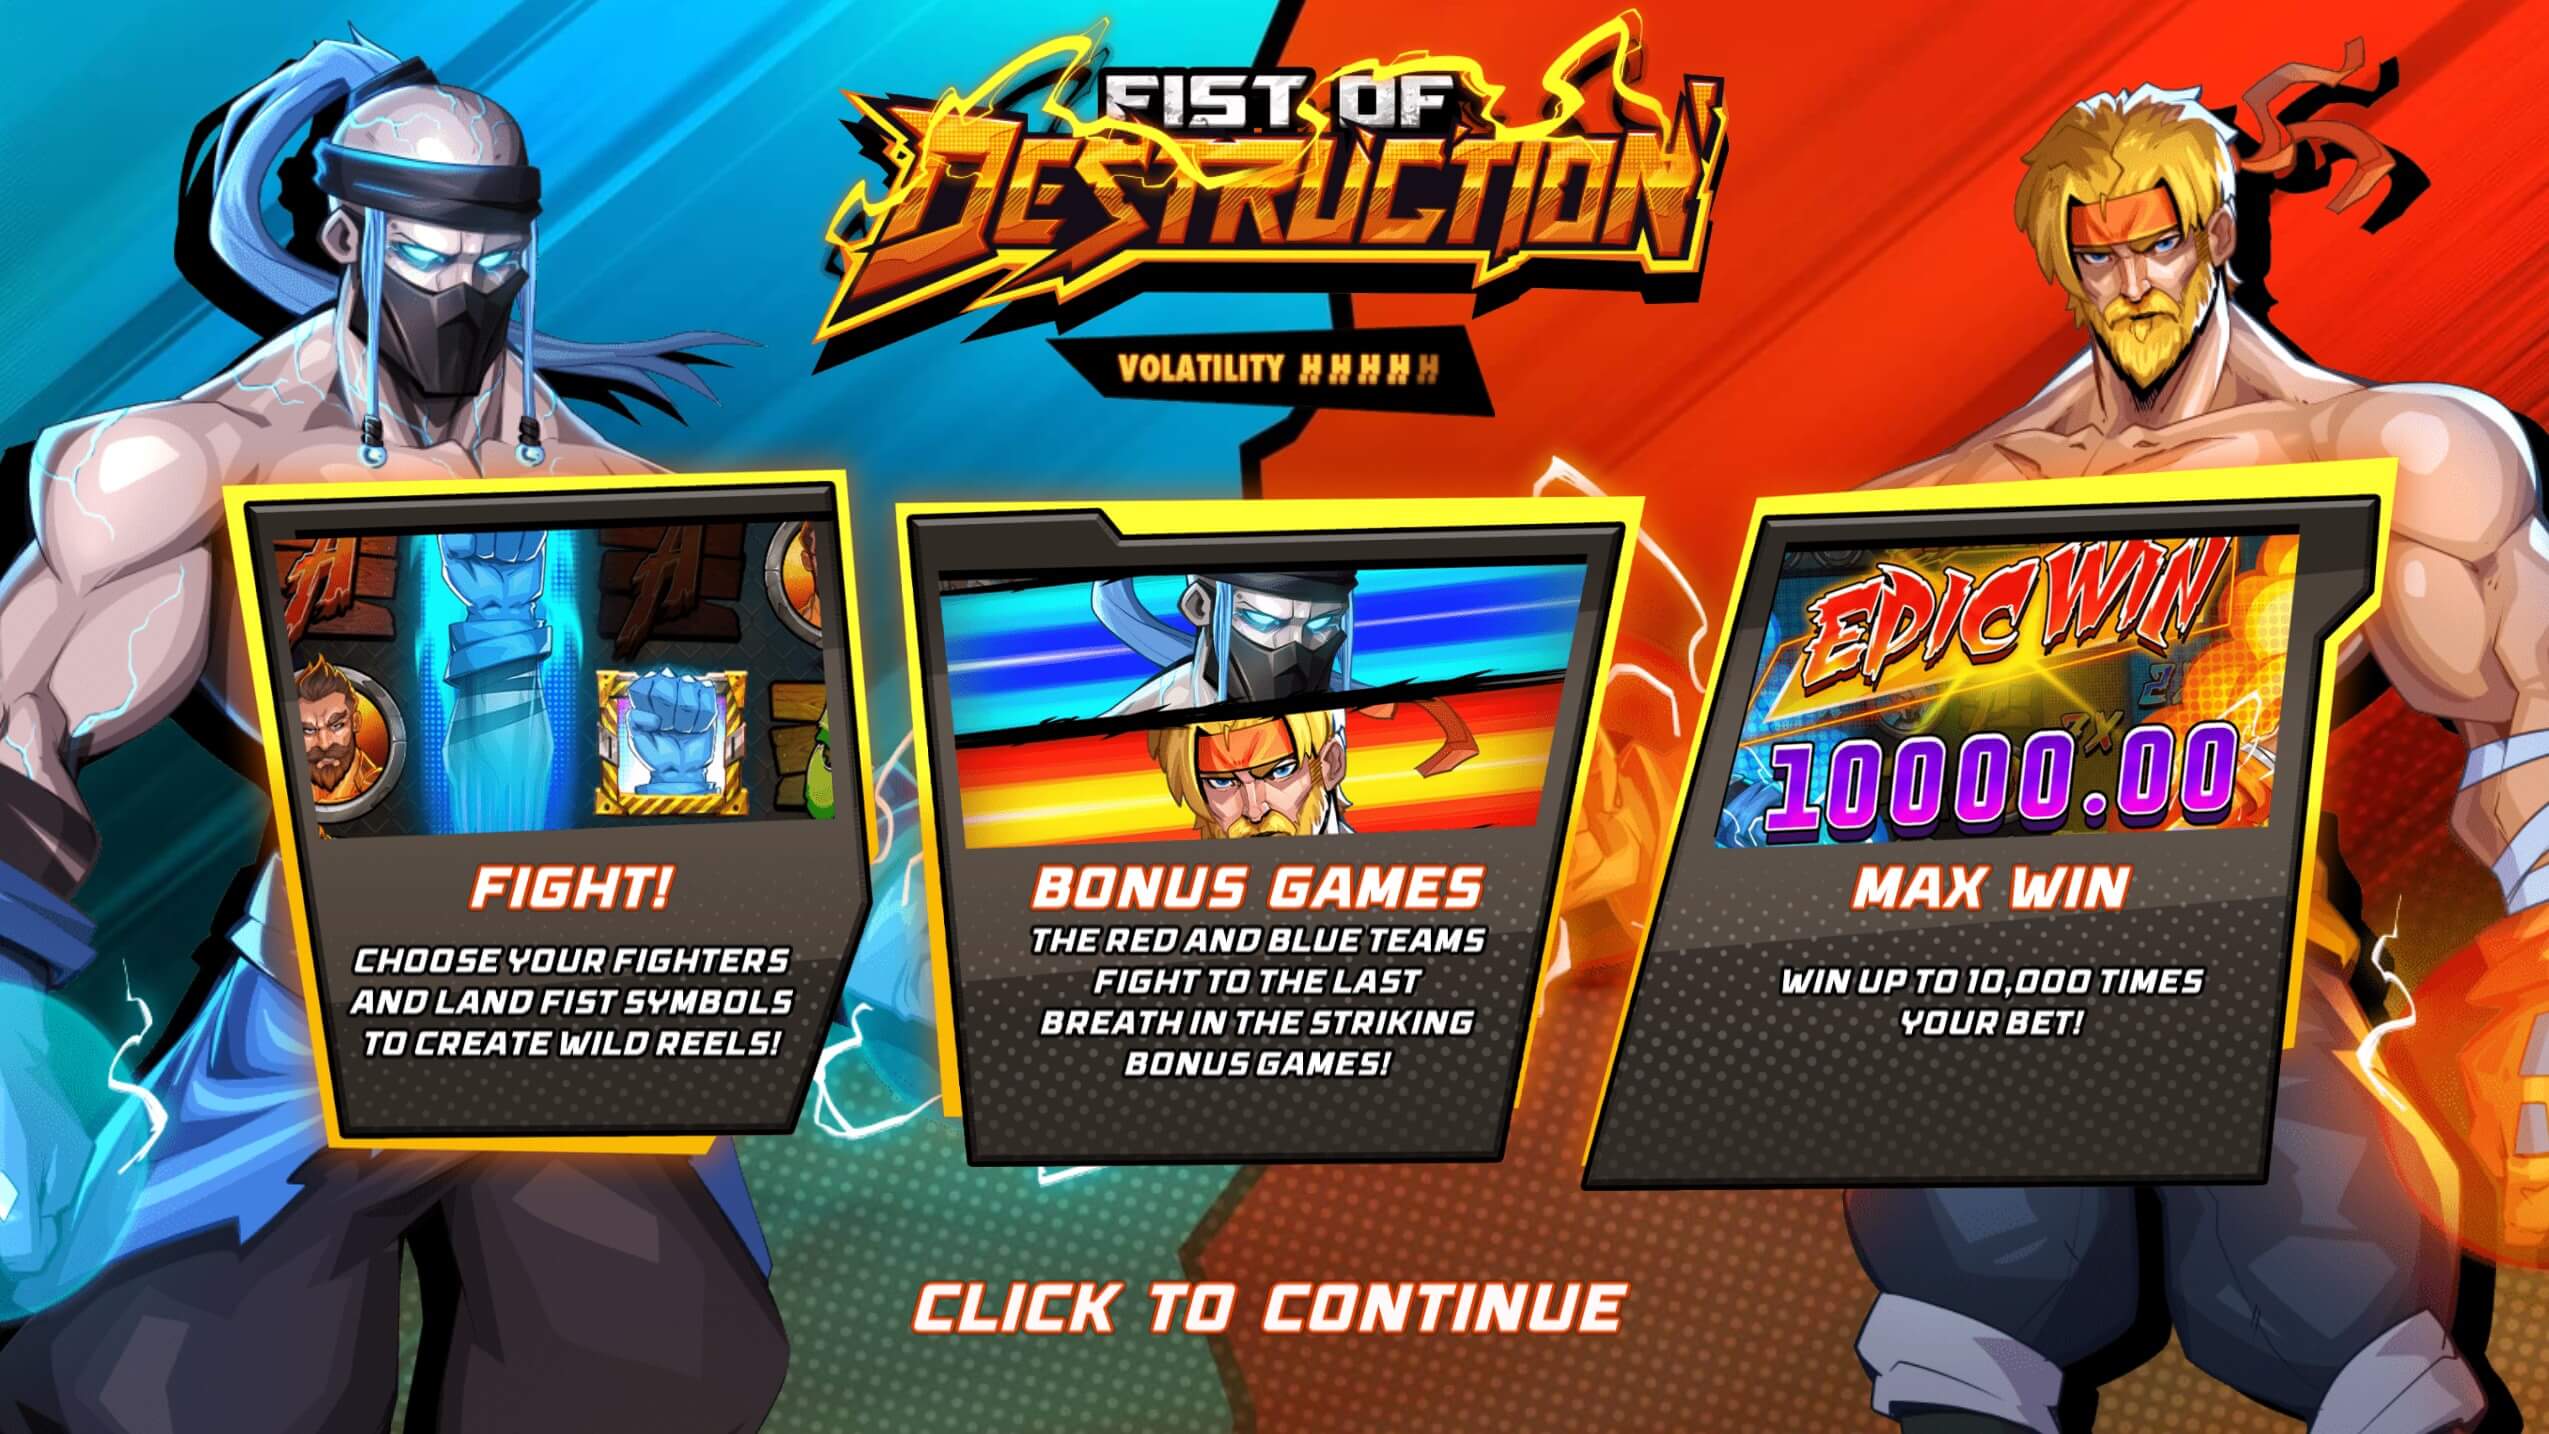 FIST OF
DESTRUCTION
VOLATILITY HHHHH
A A
EPIC WIN
2X
10000.00
FIGHT!
CHOOSE YOUR FIGHTERS
AND LAND FIST SYMBOLS
TO CREATE WILD REELS!
BONUS GAMES
THE RED AND BLUE TEAMS
FIGHT TO THE LAST
BREATH IN THE STRIKING
BONUS GAMES!
MAX WIN
WIN UP TO 10,000 TIMES
YOUR BET!
CLICK TO CONTINUE